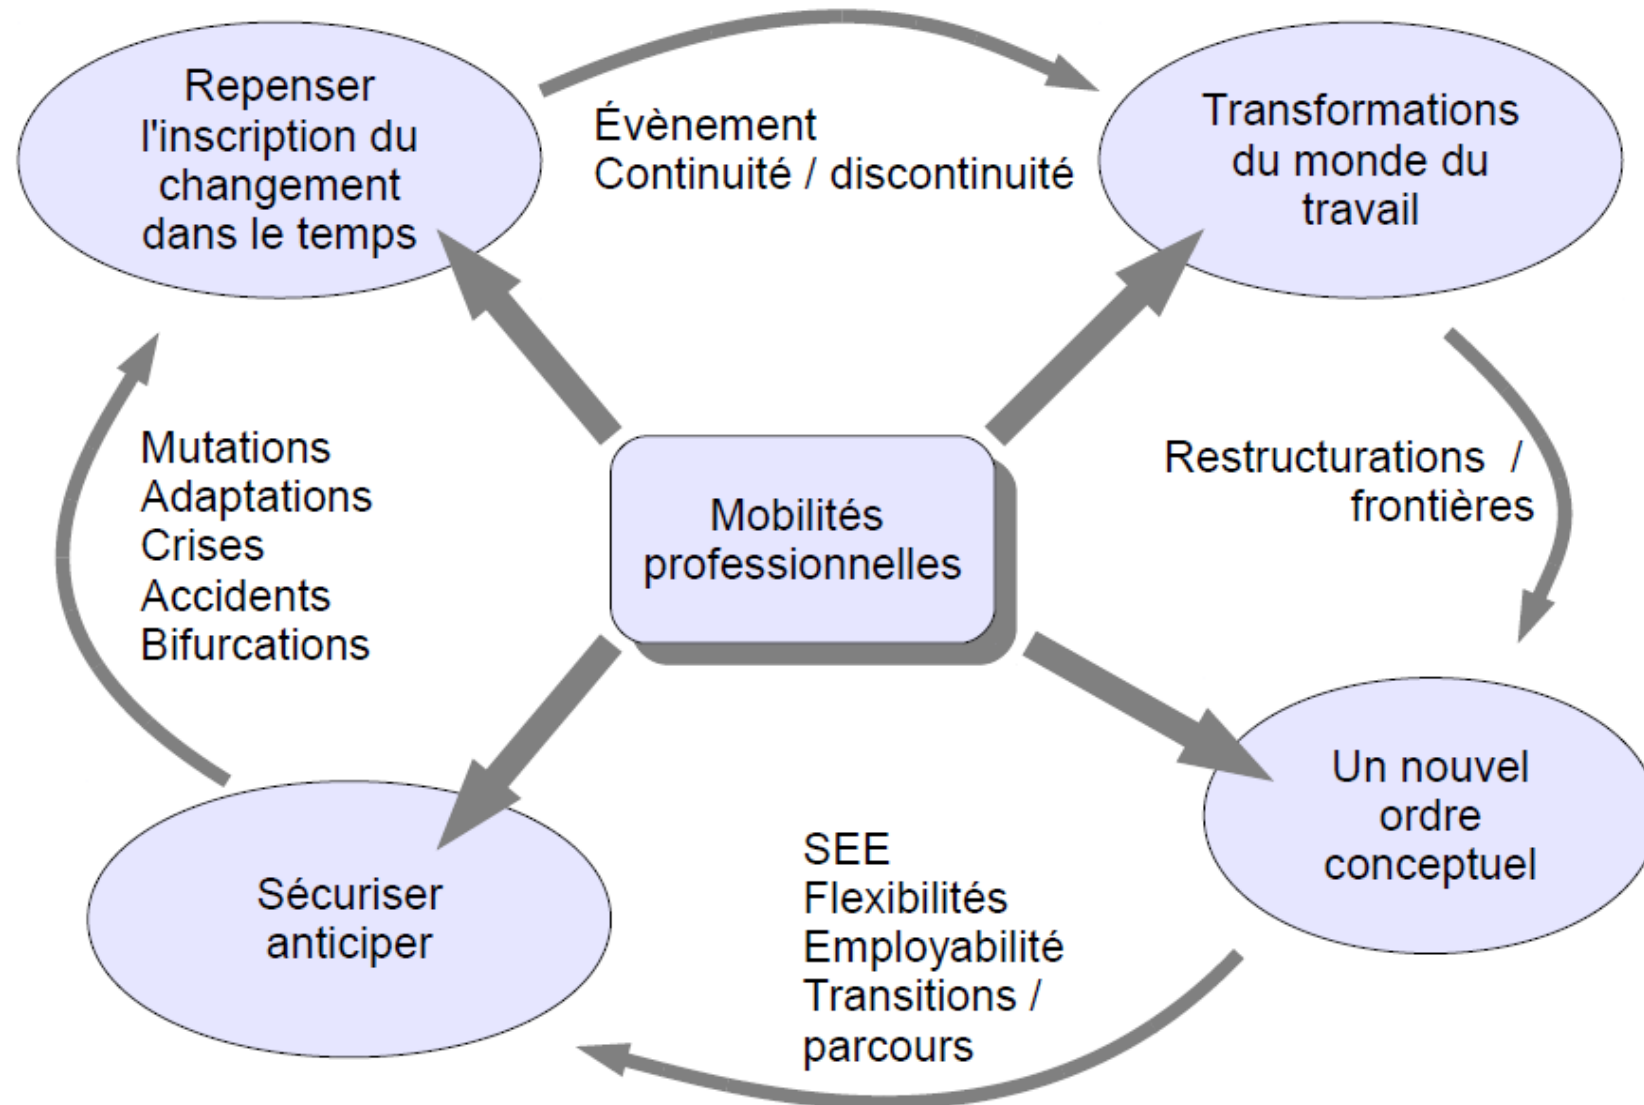 Repenser
l'inscription du
changement
dans le temps
Évènement
Continuité / discontinuité
Transformations
du monde du
travail
Mutations
Adaptations
Crises
Accidents
Bifurcations
Mobilités
professionnelles
Restructurations /
frontières
Sécuriser
anticiper
SEE
Flexibilités
Employabilité
Transitions /
parcours
Un nouvel
ordre
conceptuel